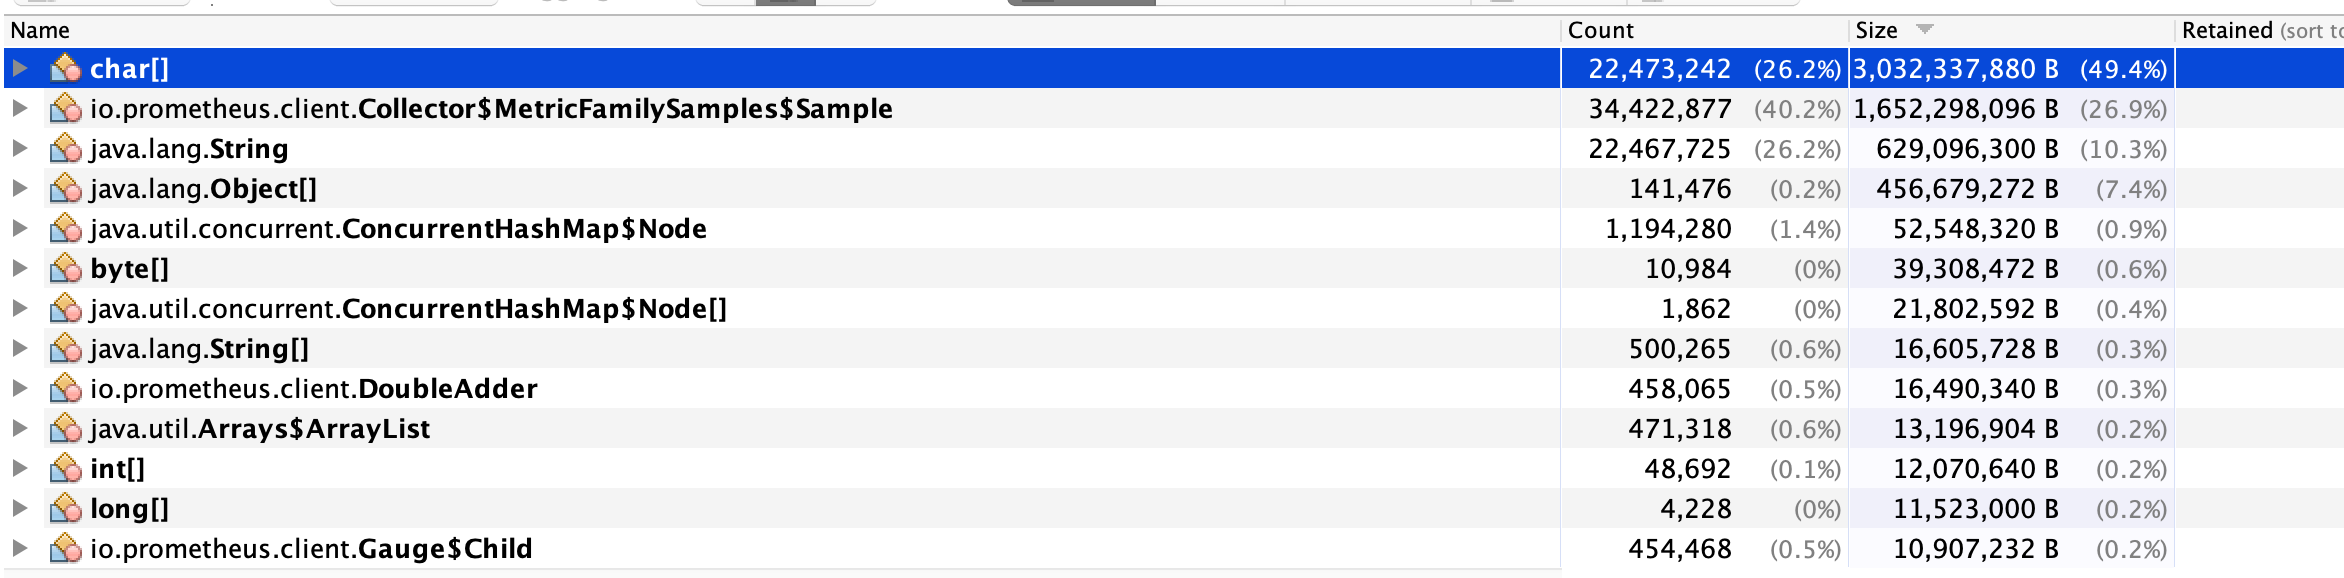 Name Count Size Retained (sort to
char[] 22,473,242 (26.2%) 3,032,337,880 B (49.4%)
io.prometheus.client.Collector$MetricFamilySamples$Sample 34,422,877 (40.2%) 1,652,298,096 B (26.9%)
java.lang.String 22,467,725 (26.2%) 629,096,300 B (10.3%)
java.lang.Object[] 141,476 (0.2%) 456,679,272 B (7.4%)
java.util.concurrent.ConcurrentHashMap$Node 1,194,280 (1.4%) 52,548,320 B (0.9%)
byte[] 10,984 (0%) 39,308,472 B (0.6%)
java.util.concurrent.ConcurrentHashMap$Node[] 1,862 (0%) 21,802,592 B (0.4%)
java.lang.String[] 500,265 (0.6%) 16,605,728 B (0.3%)
io.prometheus.client.DoubleAdder 458,065 (0.5%) 16,490,340 B (0.3%)
java.util.Arrays$ArrayList 471,318 (0.6%) 13,196,904 B (0.2%)
int[] 48,692 (0.1%) 12,070,640 B (0.2%)
long[] 4,228 (0%) 11,523,000 B (0.2%)
io.prometheus.client.Gauge$Child 454,468 (0.5%) 10,907,232 B (0.2%)